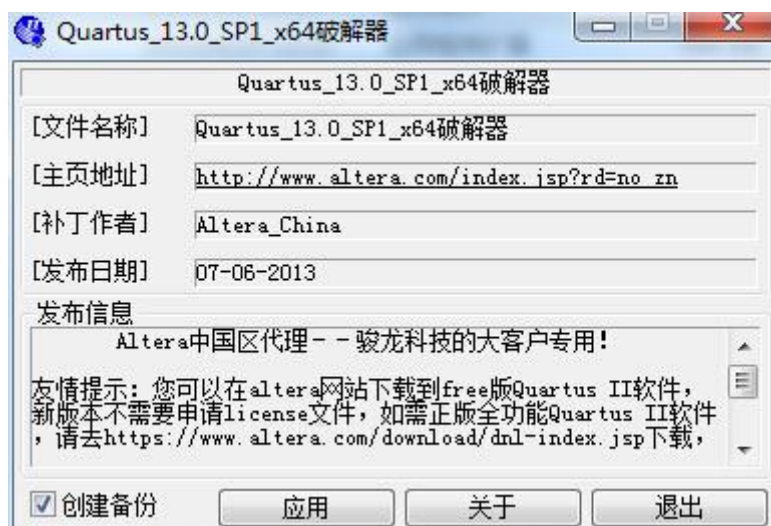 Quartus_13.0_SP1_x64破解器
Quartus_13.0_SP1_x64破解器
[文件名称] Quartus_13.0_SP1_x64破解器
[主页地址] http://www.altera.com/index.jsp?rd=no_zn
[补丁作者] Altera_China
[发布日期] 07-06-2013
发布信息
Altera中国区代理--骏龙科技的大客户专用!
友情提示: 您可以在altera网站下载到free版Quartus II软件,
新版本不需要申请license文件, 如需正版全功能Quartus II软件
, 请去https://www.altera.com/download/dnl-index.jsp下载,
创建备份 应用 关于 退出